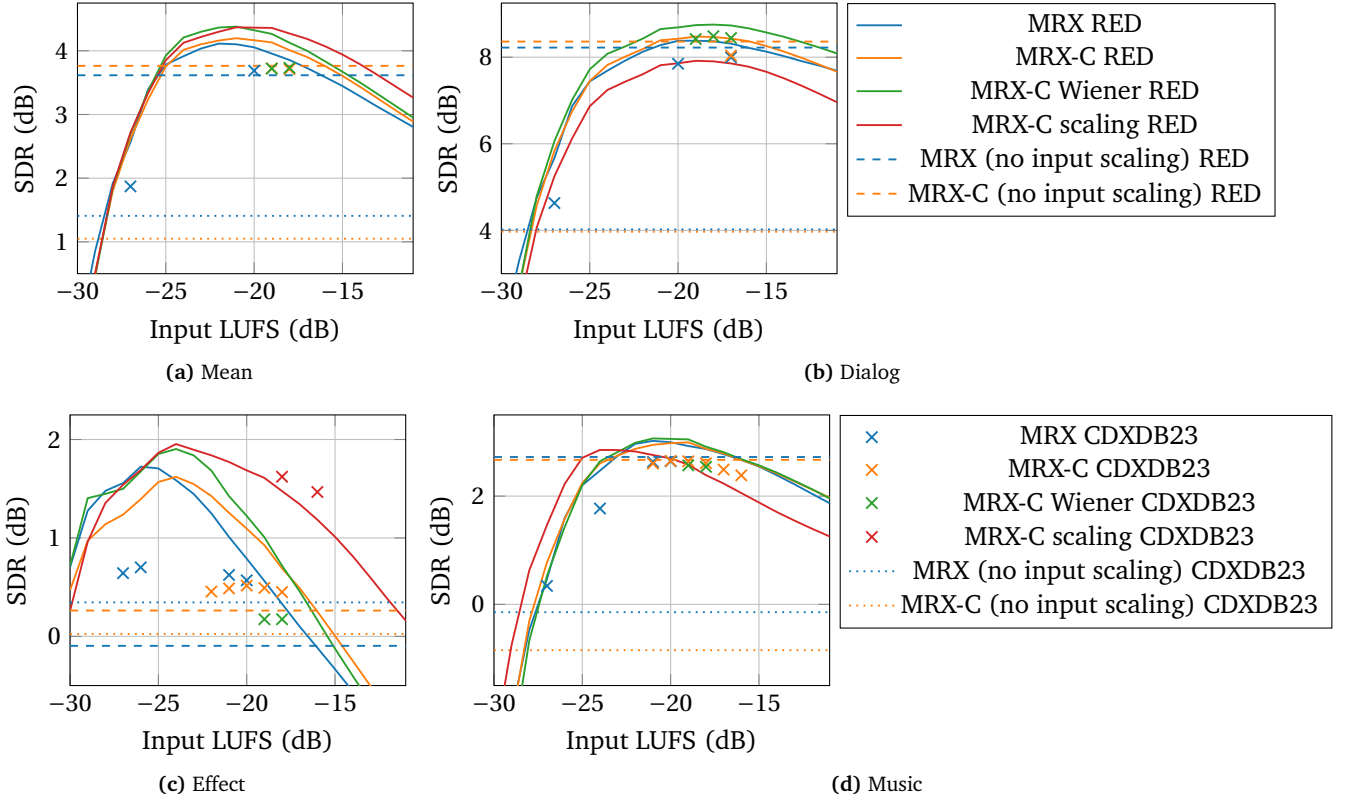 4
3
2
1
−30
−25
−20
−15
SDR (dB)
Input LUFS (dB)
(a) Mean
8
6
4
−30
−25
−20
−15
SDR (dB)
Input LUFS (dB)
(b) Dialog
MRX RED
MRX-C RED
MRX-C Wiener RED
MRX-C scaling RED
MRX (no input scaling) RED
MRX-C (no input scaling) RED
2
1
0
−30
−25
−20
−15
SDR (dB)
Input LUFS (dB)
(c) Effect
2
0
−30
−25
−20
−15
SDR (dB)
Input LUFS (dB)
(d) Music
MRX CDXDB23
MRX-C CDXDB23
MRX-C Wiener CDXDB23
MRX-C scaling CDXDB23
MRX (no input scaling) CDXDB23
MRX-C (no input scaling) CDXDB23